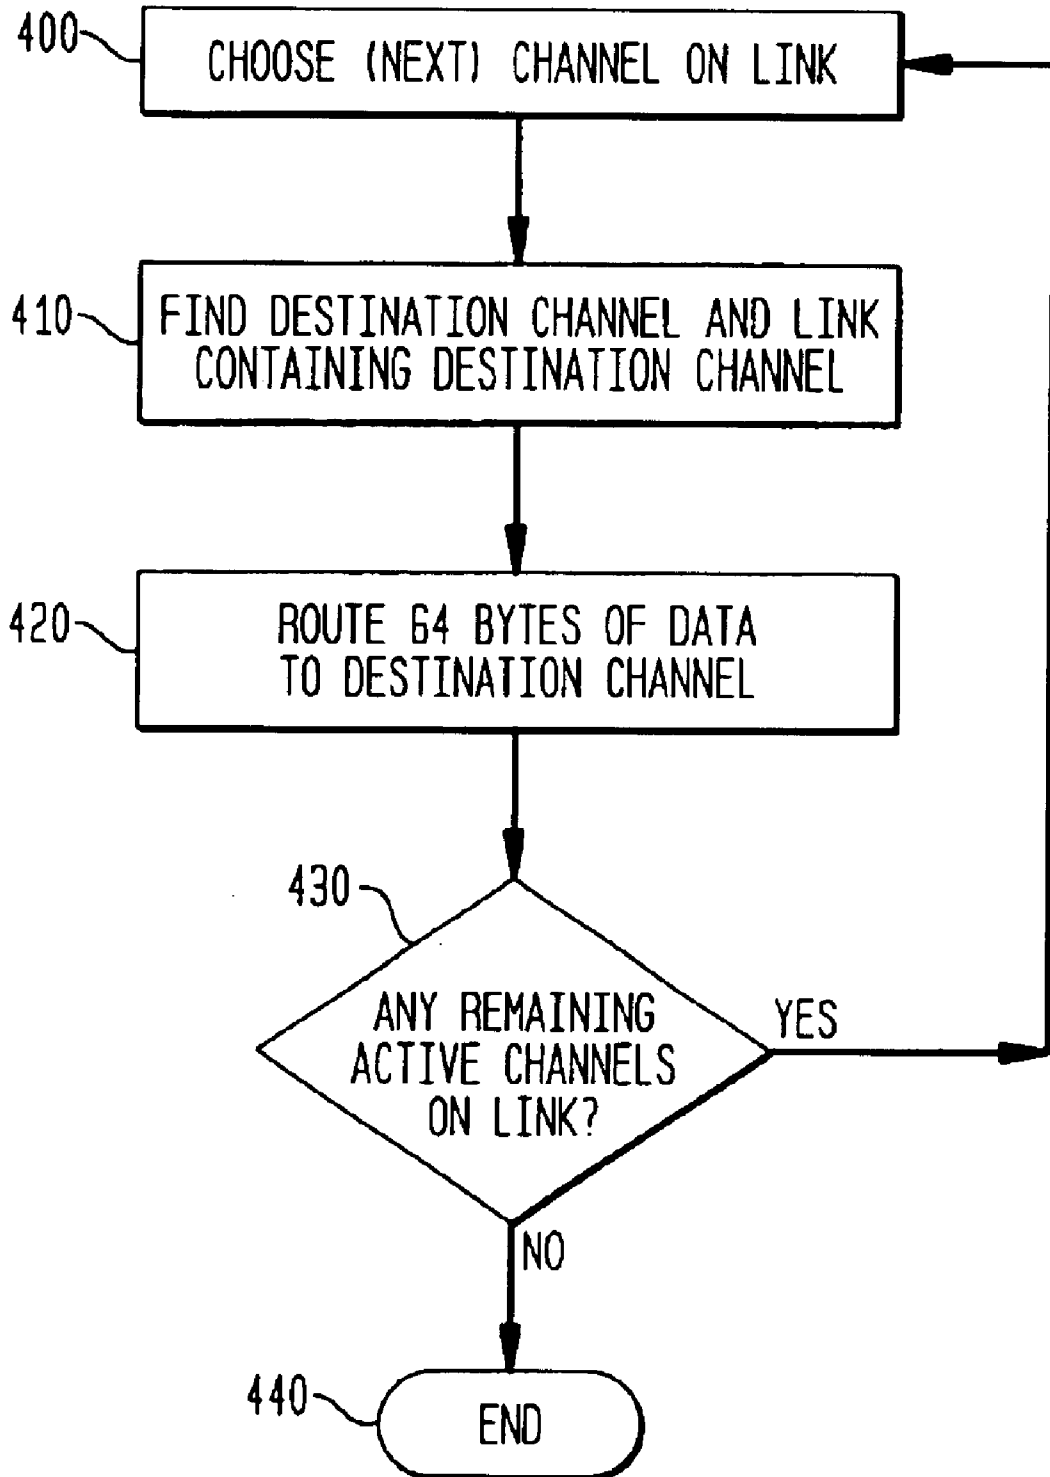 400
CHOOSE (NEXT) CHANNEL ON LINK
410
FIND DESTINATION CHANNEL AND LINK
CONTAINING DESTINATION CHANNEL
420
ROUTE 64 BYTES OF DATA
TO DESTINATION CHANNEL
430
ANY REMAINING
ACTIVE CHANNELS
ON LINK?
YES
NO
440
END